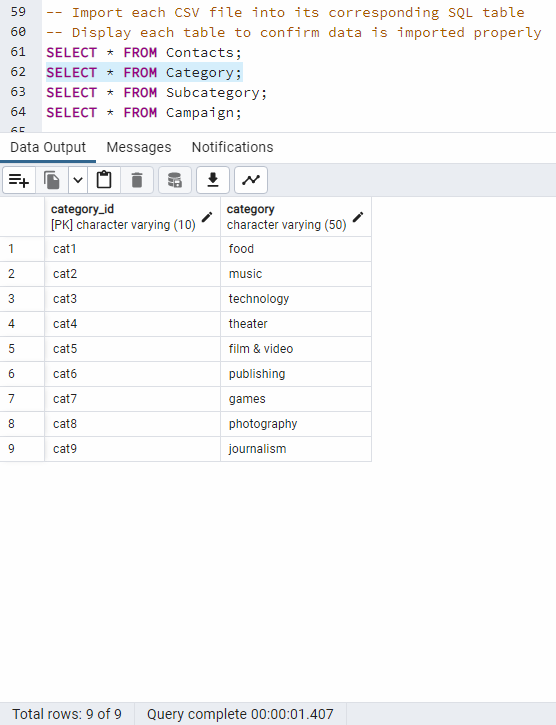 59 -- Import each CSV file into its corresponding SQL table
60 -- Display each table to confirm data is imported properly
61 SELECT * FROM Contacts;
62 SELECT * FROM Category;
63 SELECT * FROM Subcategory;
64 SELECT * FROM Campaign;
65
Data Output Messages Notifications
category_id category
[PK] character varying (10) character varying (50)
1 cat1 food
2 cat2 music
3 cat3 technology
4 cat4 theater
5 cat5 film & video
6 cat6 publishing
7 cat7 games
8 cat8 photography
9 cat9 journalism
Total rows: 9 of 9 Query complete 00:00:01.407